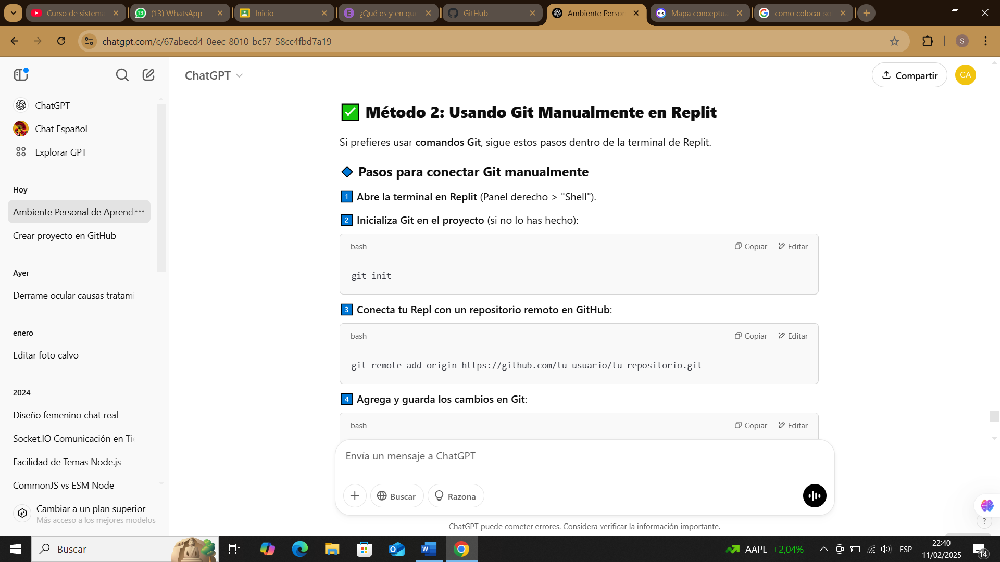 Curso de sistema
(13) WhatsApp
Inicio
¿Qué es y en qu
GitHub
Ambiente Person
Mapa conceptua
como colocar so
chatgpt.com/c/67abecd4-0eec-8010-bc57-58cc4fbd7a19
S
ChatGPT
Compartir
CA
ChatGPT
Chat Español
Explorar GPT
Hoy
Ambiente Personal de Aprend
Crear proyecto en GitHub
Ayer
Derrame ocular causas tratami
enero
Editar foto calvo
2024
Diseño femenino chat real
Socket.IO Comunicación en Tie
Facilidad de Temas Node.js
CommonJS vs ESM Node
Cambiar a un plan superior
Más acceso a los mejores modelos
Método 2: Usando Git Manualmente en Replit
Si prefieres usar comandos Git, sigue estos pasos dentro de la terminal de Replit.
Pasos para conectar Git manualmente
1 Abre la terminal en Replit (Panel derecho > "Shell").
2 Inicializa Git en el proyecto (si no lo has hecho):
bash Copiar Editar
git init
3 Conecta tu Repl con un repositorio remoto en GitHub:
bash Copiar Editar
git remote add origin https://github.com/tu-usuario/tu-repositorio.git
4 Agrega y guarda los cambios en Git:
bash Copiar Editar
Envía un mensaje a ChatGPT
Buscar
Razona
ChatGPT puede cometer errores. Considera verificar la información importante.
?
Buscar
AAPL +2,04%
ESP
22:40
11/02/2025
14